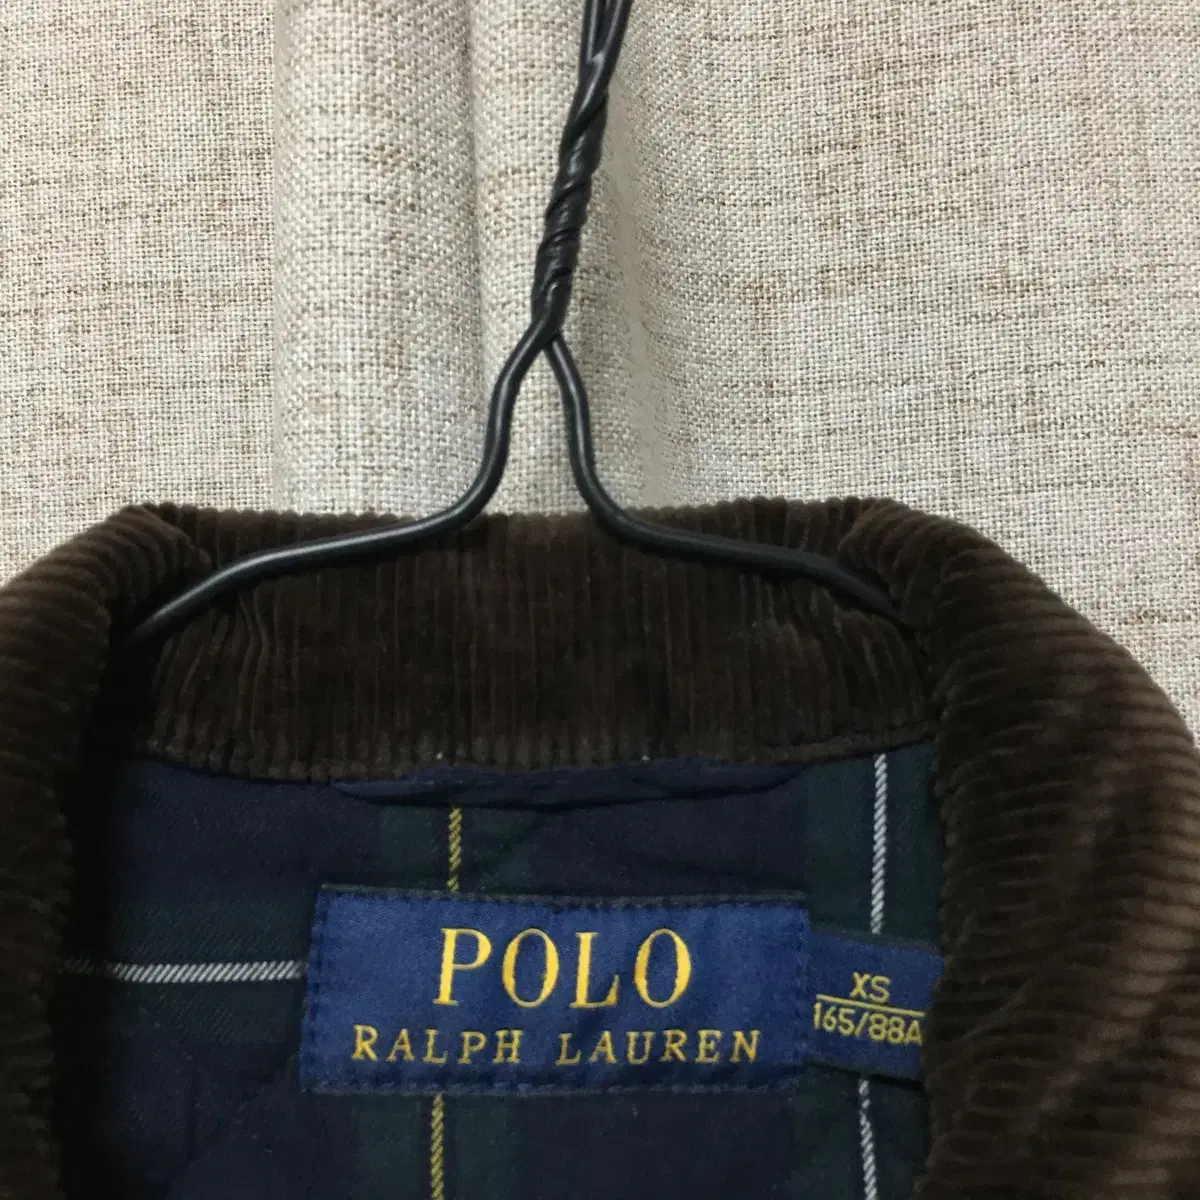 POLO
RALPH LAUREN
XS
165/88A